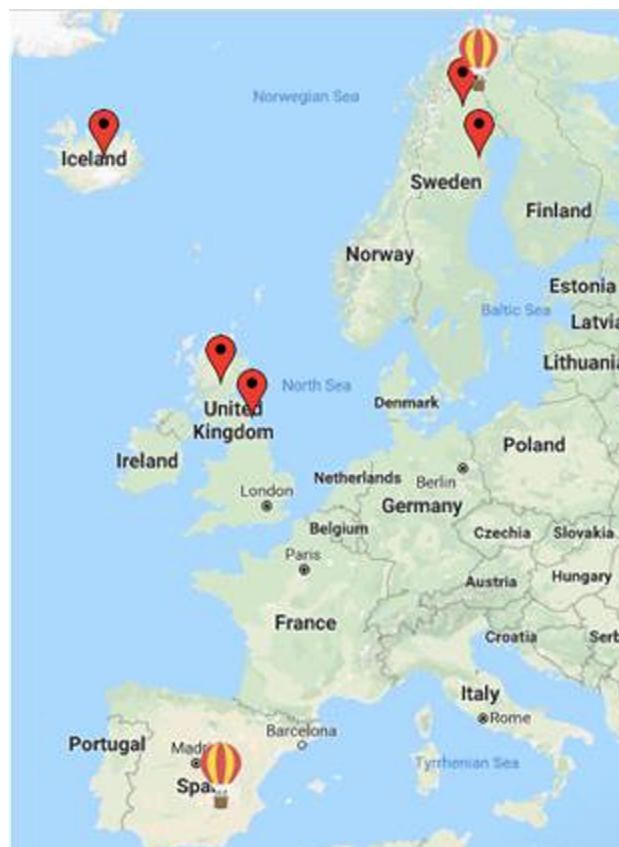 Norwegian Sea
Iceland
Sweden
Finland
Norway
Estonia
Baltic Sea
Latvia
Lithuania
North Sea
Denmark
United
Kingdom
Ireland
Poland
Netherlands
Berlin
London
Germany
Belgium
Czechia
Slovakia
Paris
Austria
Hungary
France
Croatia
Italy
Rome
Barcelona
Portugal
Tyrrhenian Sea